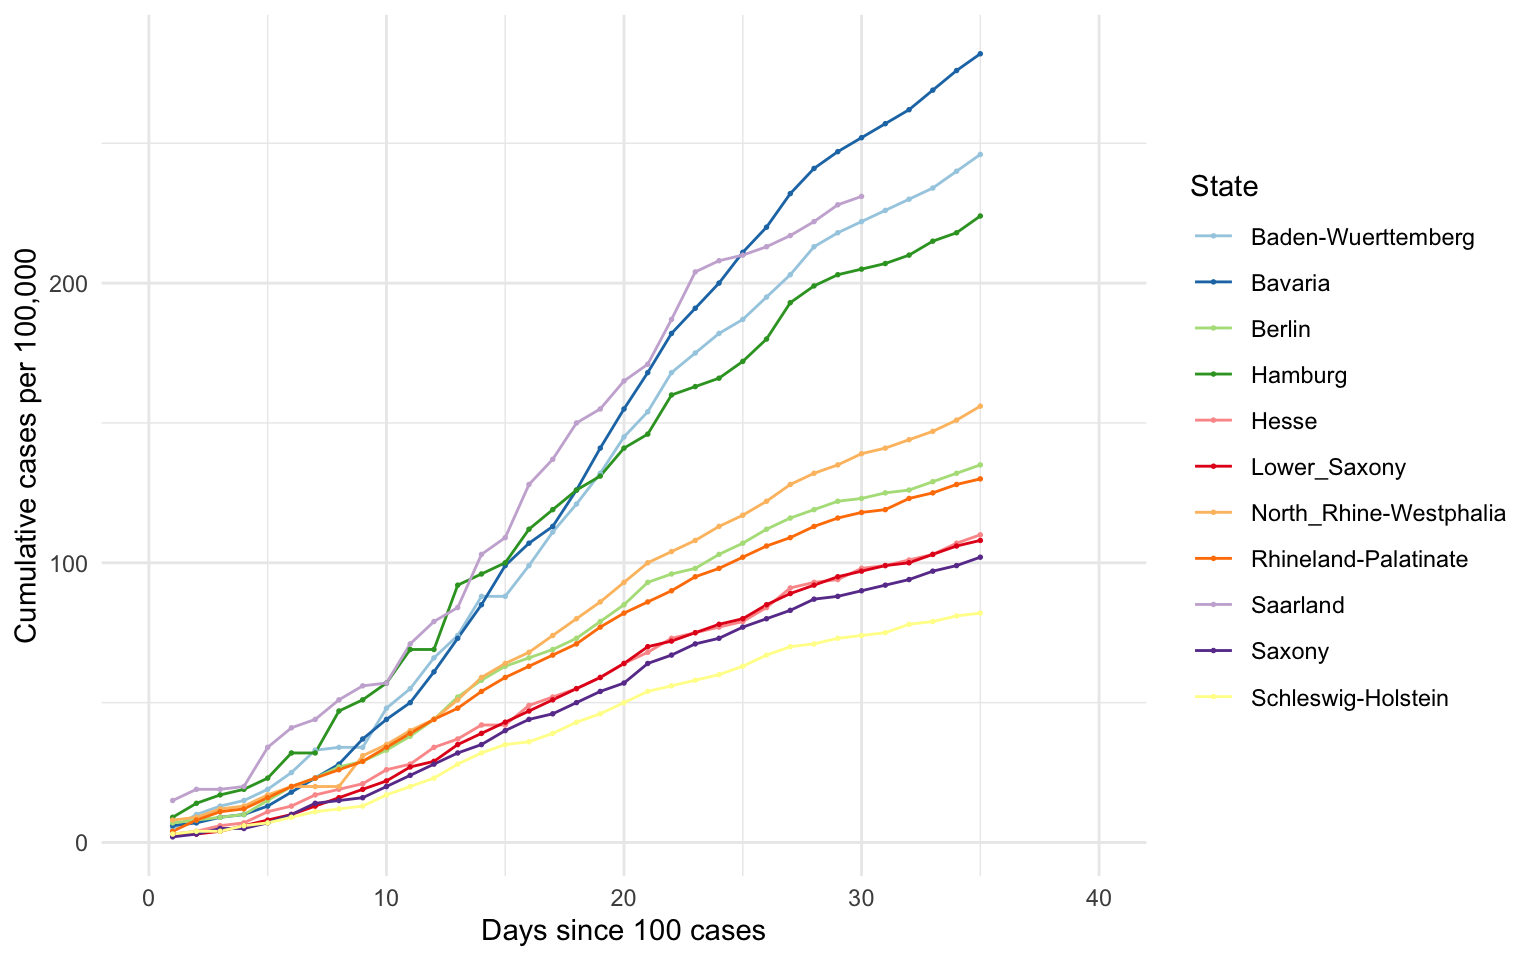 Cumulative cases per 100,000
200
100
0
0 10 20 30 40
Days since 100 cases
State
Baden-Wuerttemberg
Bavaria
Berlin
Hamburg
Hesse
Lower_Saxony
North_Rhine-Westphalia
Rhineland-Palatinate
Saarland
Saxony
Schleswig-Holstein